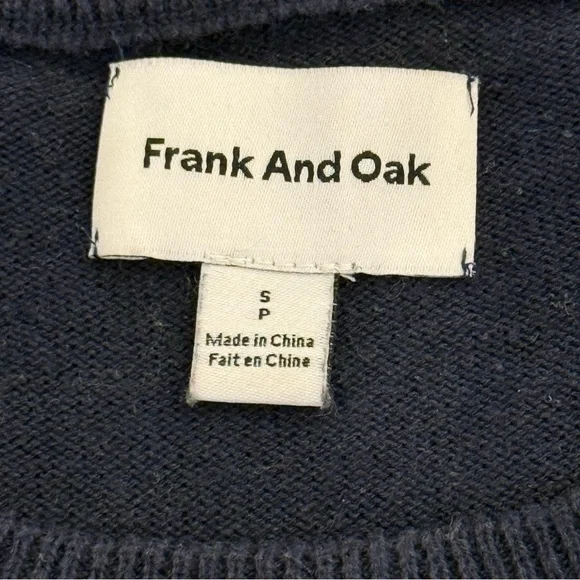 Frank And Oak
S
P
Made in China
Fait en Chine